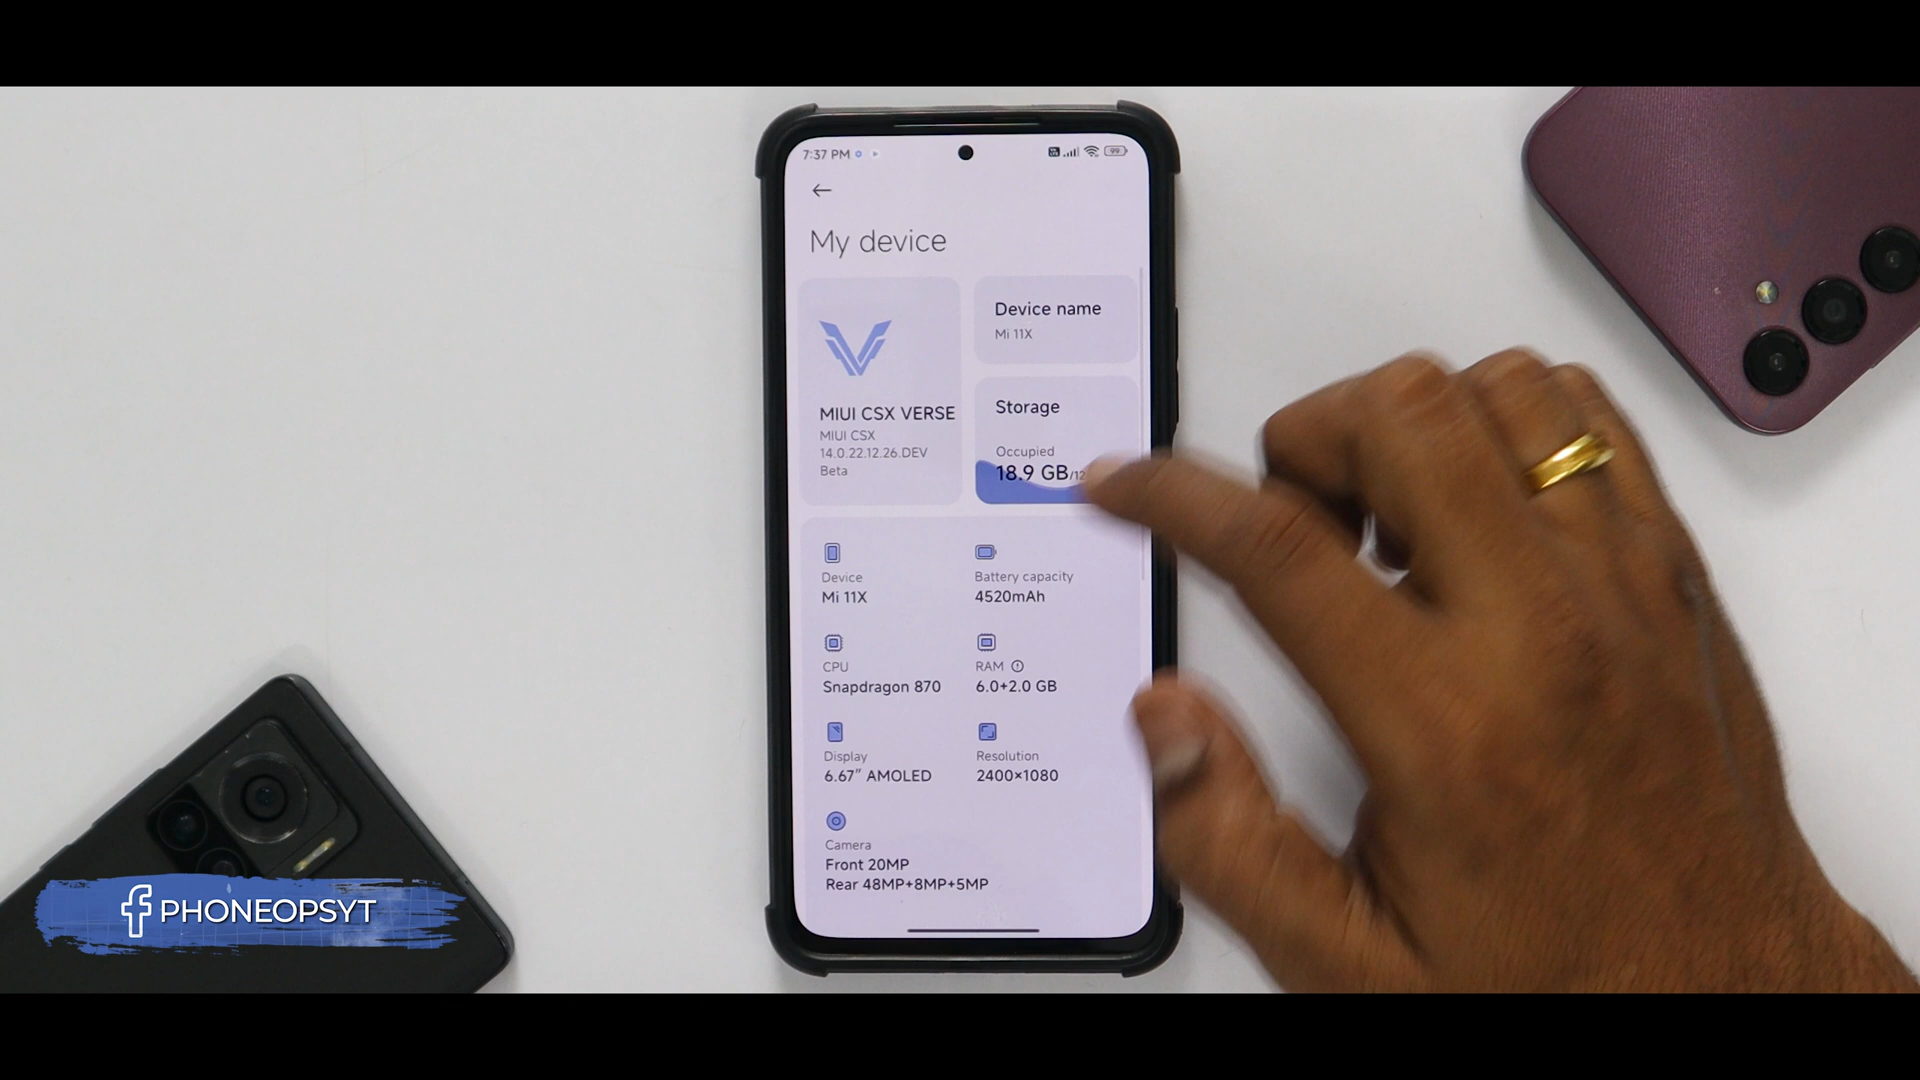 7:37 PM
99
My device
MIUI CSX VERSE
MIUI CSX
14.0.22.12.26.DEV
Beta
Device name
Mi 11X
Storage
Occupied
18.9 GB/12
Device
Mi 11X
Battery capacity
4520mAh
CPU
Snapdragon 870
RAM
6.0+2.0 GB
Display
6.67" AMOLED
Resolution
2400×1080
Camera
Front 20MP
Rear 48MP+8MP+5MP
PHONEOPSYT